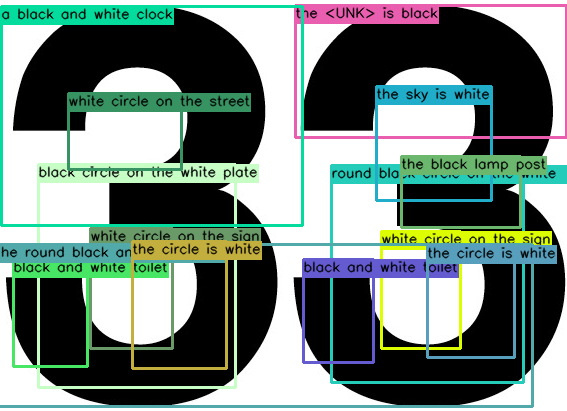 33
a black and white clock
the <UNK> is black
white circle on the street
the sky is white
black circle on the white plate
the black lamp post
round black circle on the white
white circle on the sign
white circle on the sign
he round black an
the circle is white
the circle is white
black and white toilet
black and white toilet